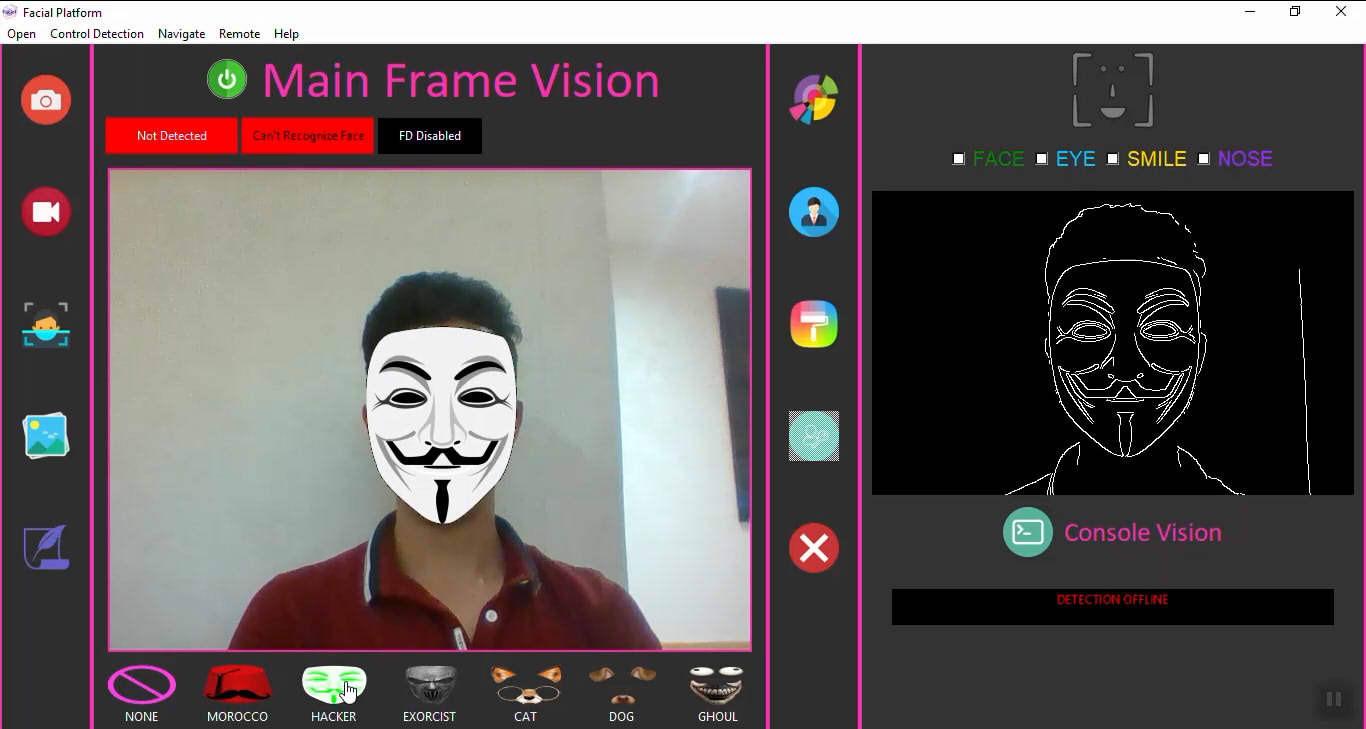 Facial Platform
Open Control Detection Navigate Remote Help
Main Frame Vision
Not Detected Can't Recognize Face FD Disabled
FACE EYE SMILE NOSE
Console Vision
DETECTION OFFLINE
NONE MOROCCO HACKER EXORCIST CAT DOG GHOUL